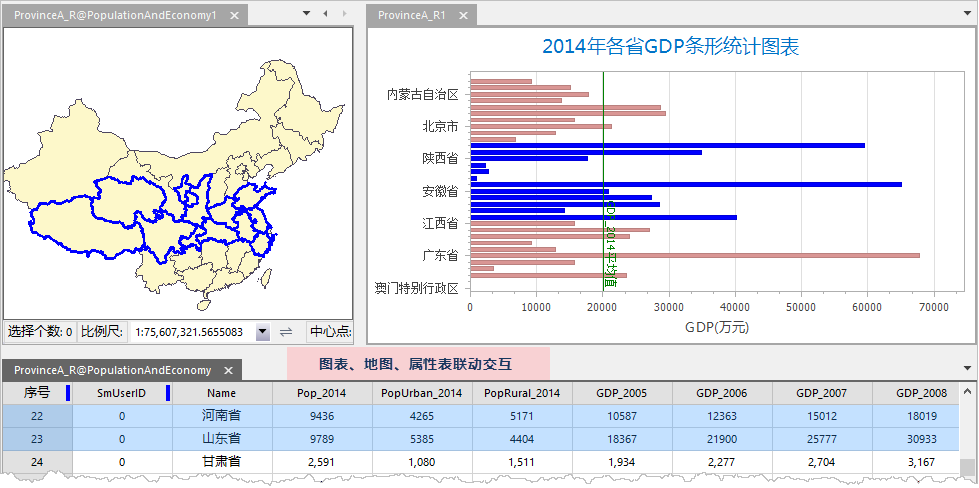 ProvinceA_R@PopulationAndEconomy1
ProvinceA_R1
2014年各省GDP条形统计图表
内蒙古自治区
北京市
陕西省
安徽省
江西省
广东省
澳门特别行政区
GDP_2014平均值
0 10000 20000 30000 40000 50000 60000 70000
GDP(万元)
选择个数: 0 比例尺: 1:75,607,321.5655083 中心点:
图表、地图、属性表联动交互
ProvinceA_R@PopulationAndEconomy
序号 SmUserID Name Pop_2014 PopUrban_2014 PopRural_2014 GDP_2005 GDP_2006 GDP_2007 GDP_2008
22 0 河南省 9436 4265 5171 10587 12363 15012 18019
23 0 山东省 9789 5385 4404 18367 21900 25777 30933
24 0 甘肃省 2,591 1,080 1,511 1,934 2,277 2,704 3,167